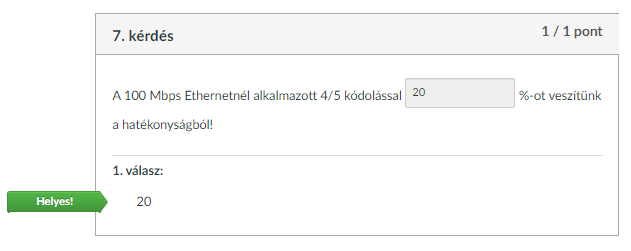 7. kérdés
1 / 1 pont
A 100 Mbps Ethernetnél alkalmazott 4/5 kódolással 20 %-ot veszítünk
a hatékonyságból!
1. válasz:
Helyes!
20